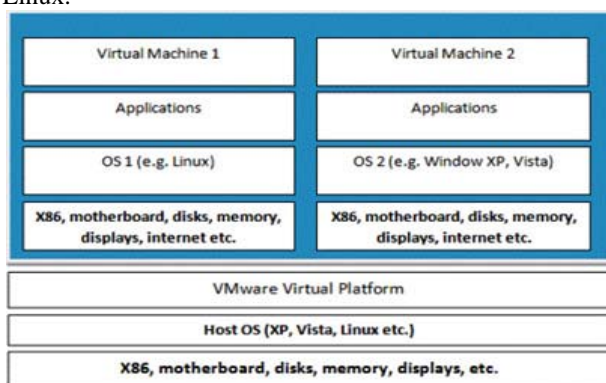 Linux.
Virtual Machine 1
Virtual Machine 2
Applications
Applications
OS 1 (e.g. Linux)
OS 2 (e.g. Window XP, Vista)
X86, motherboard, disks, memory,
displays, internet etc.
X86, motherboard, disks, memory,
displays, internet etc.
VMware Virtual Platform
Host OS (XP, Vista, Linux etc.)
X86, motherboard, disks, memory, displays, etc.